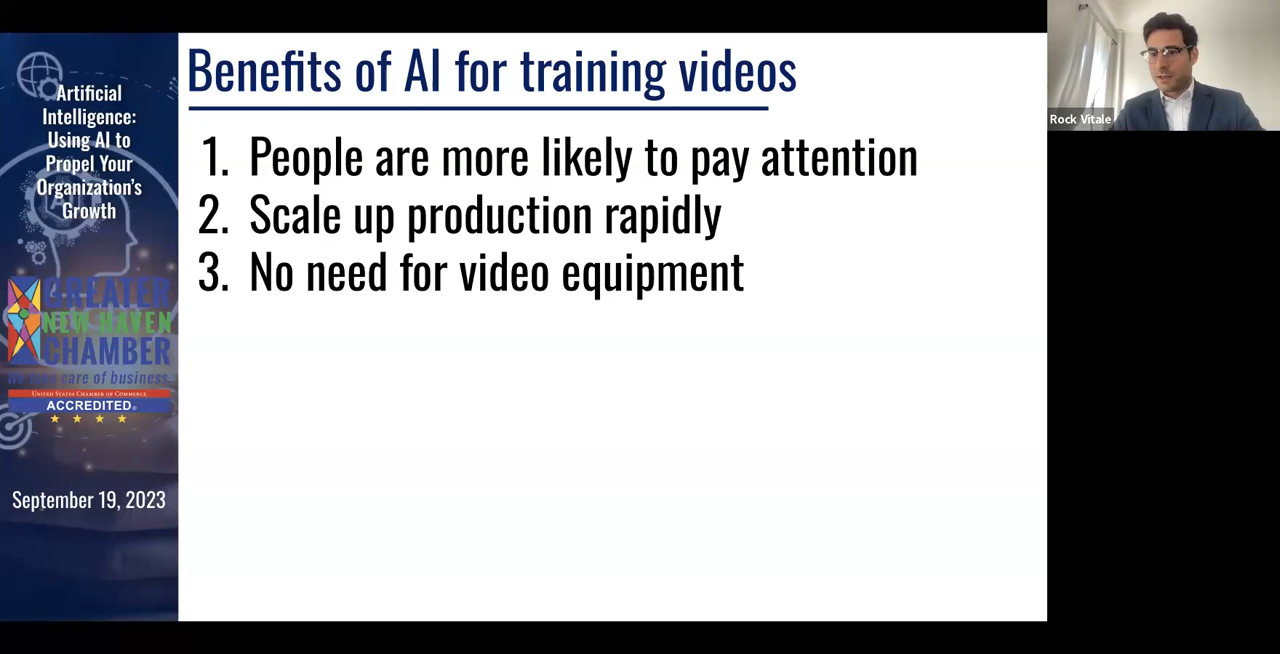 Artificial
Intelligence:
Using AI to
Propel Your
Organization's
Growth
GREATER
NEW HAVEN
CHAMBER
we take care of business.
UNITED STATES CHAMBER OF COMMERCE
ACCREDITED
September 19, 2023
Benefits of AI for training videos
1. People are more likely to pay attention
2. Scale up production rapidly
3. No need for video equipment
Rock Vitale